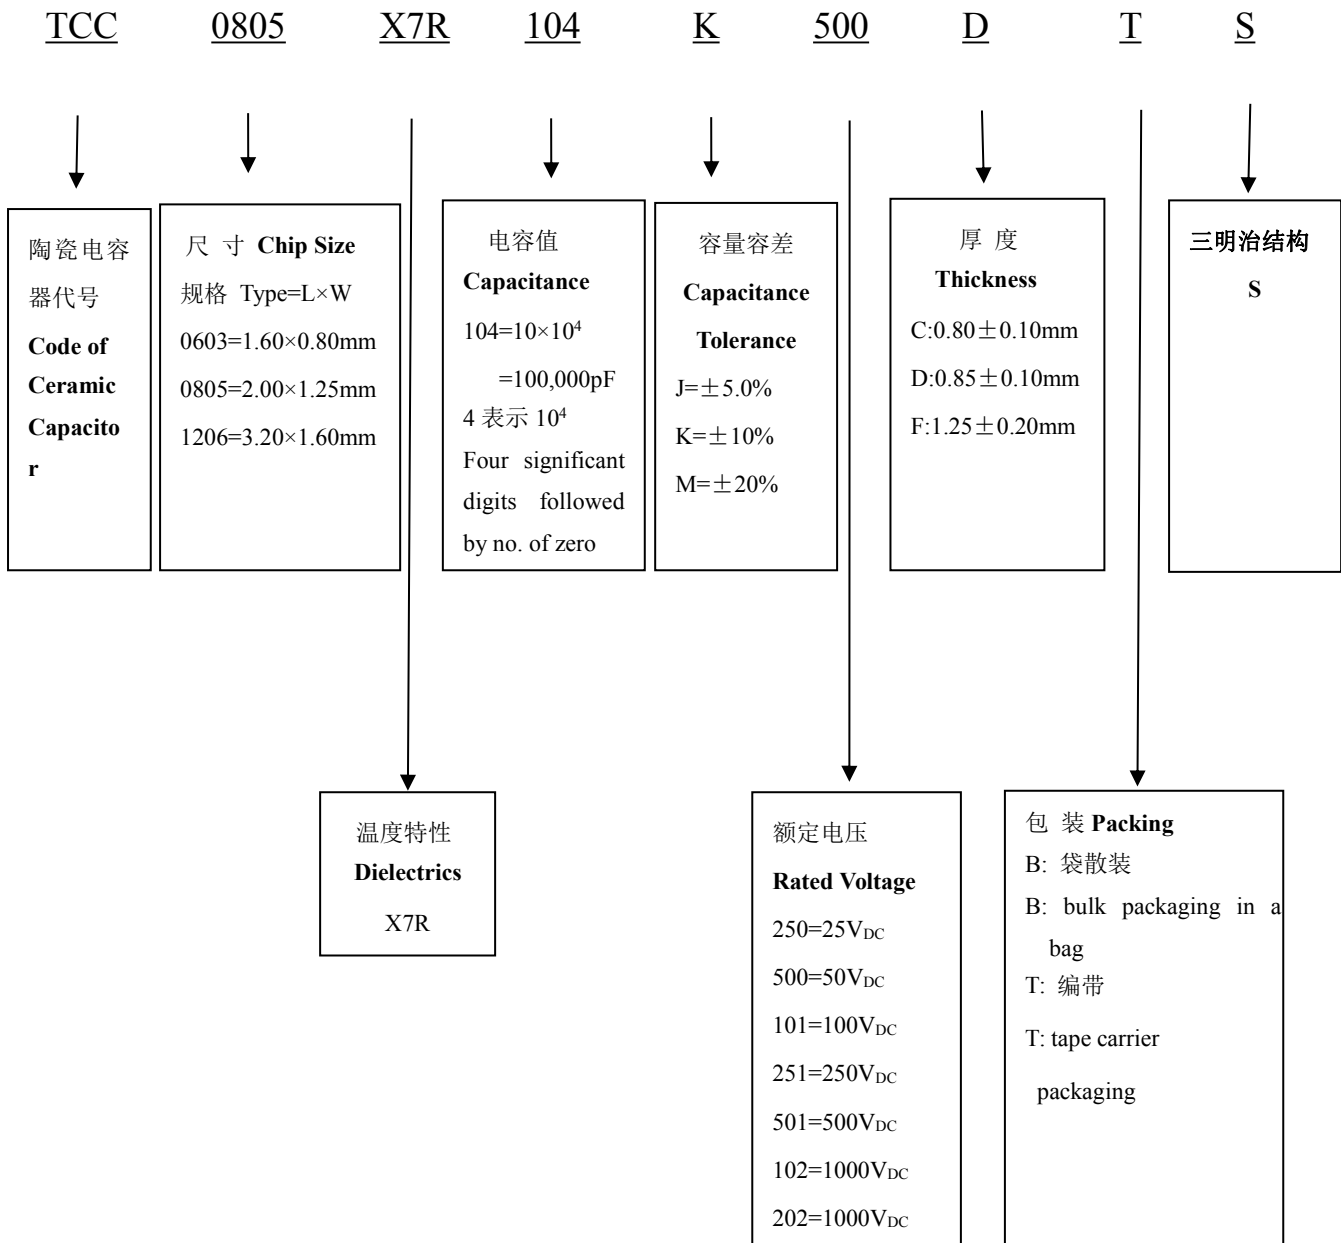 TCC 0805 X7R 104 K 500 D T S
陶瓷电容
器代号
Code of
Ceramic
Capacito
r
尺 寸 Chip Size
规格 Type=L×W
0603=1.60×0.80mm
0805=2.00×1.25mm
1206=3.20×1.60mm
电容值
Capacitance
104=10×10⁴
=100,000pF
4 表示 10⁴
Four significant
digits followed
by no. of zero
容量容差
Capacitance
Tolerance
J=±5.0%
K=±10%
M=±20%
厚 度
Thickness
C:0.80±0.10mm
D:0.85±0.10mm
F:1.25±0.20mm
三明治结构
S
温度特性
Dielectrics
X7R
额定电压
Rated Voltage
250=25VDC
500=50VDC
101=100VDC
251=250VDC
501=500VDC
102=1000VDC
202=1000VDC
包 装 Packing
B: 袋散装
B: bulk packaging in a
bag
T: 编带
T: tape carrier
packaging